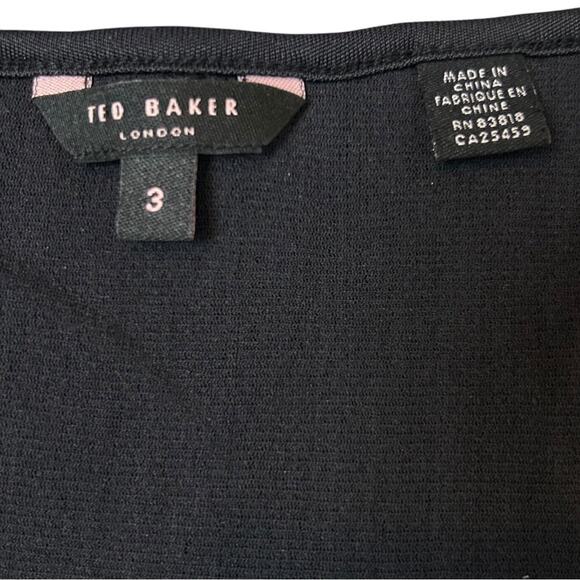 TED BAKER
LONDON
3
MADE IN
CHINA
FABRIQUE EN
CHINE
RN 83818
CA25459